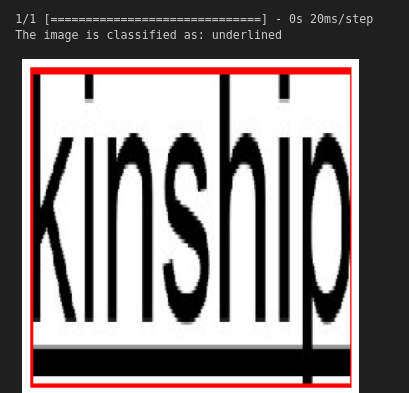 1/1 [==============================] - 0s 20ms/step
The image is classified as: underlined
kinship